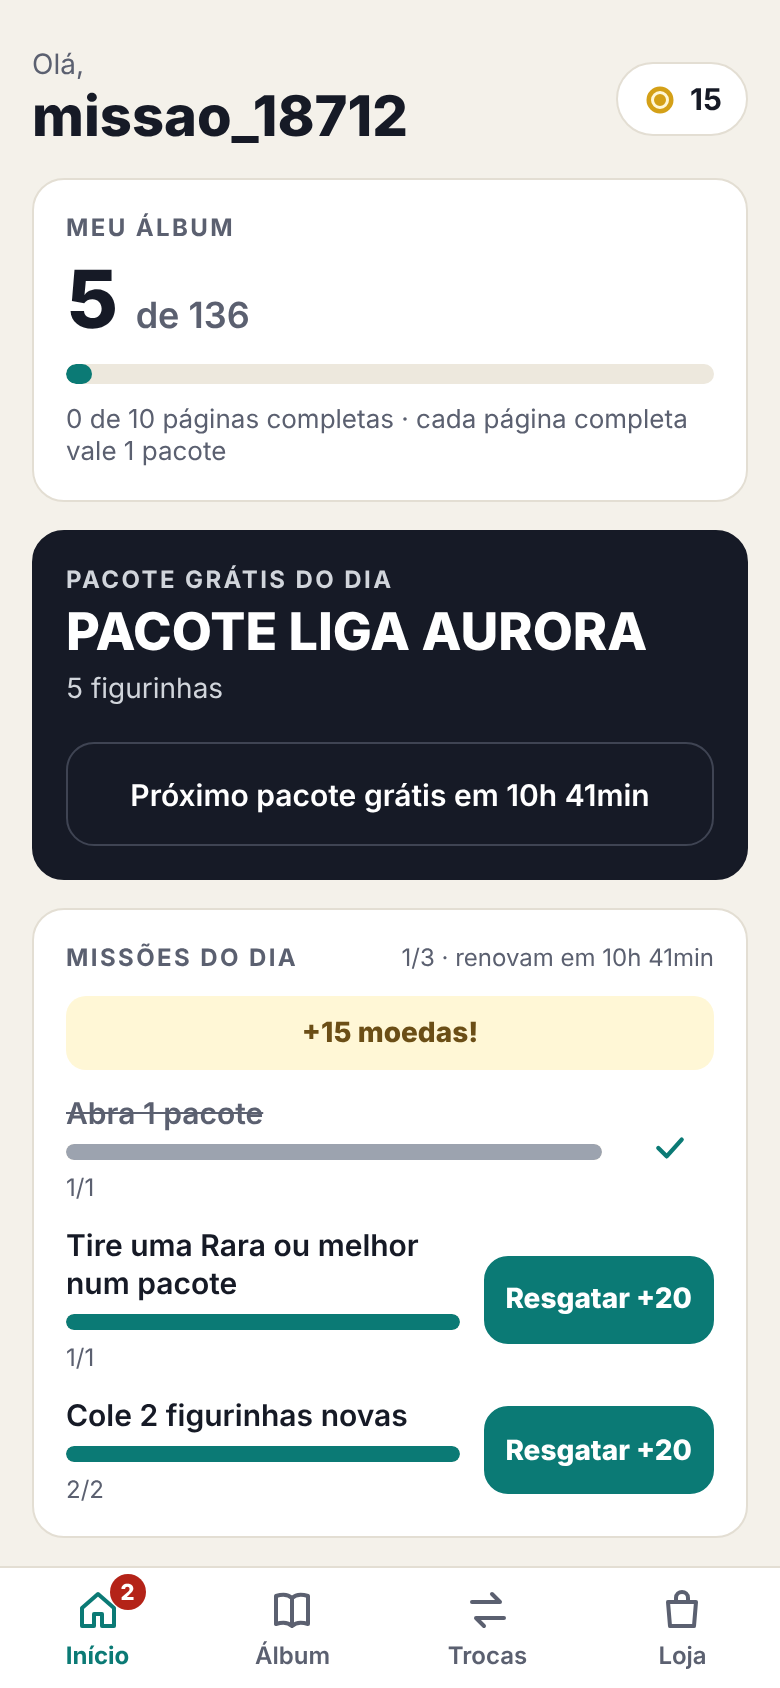 Olá,
missao_18712
15
MEU ÁLBUM
5 de 136
0 de 10 páginas completas · cada página completa
vale 1 pacote
PACOTE GRÁTIS DO DIA
PACOTE LIGA AURORA
5 figurinhas
Próximo pacote grátis em 10h 41min
MISSÕES DO DIA
1/3 · renovam em 10h 41min
+15 moedas!
Abra 1 pacote
1/1
Tire uma Rara ou melhor
num pacote
Resgatar +20
1/1
Cole 2 figurinhas novas
Resgatar +20
2/2
2
Início
Álbum
Trocas
Loja